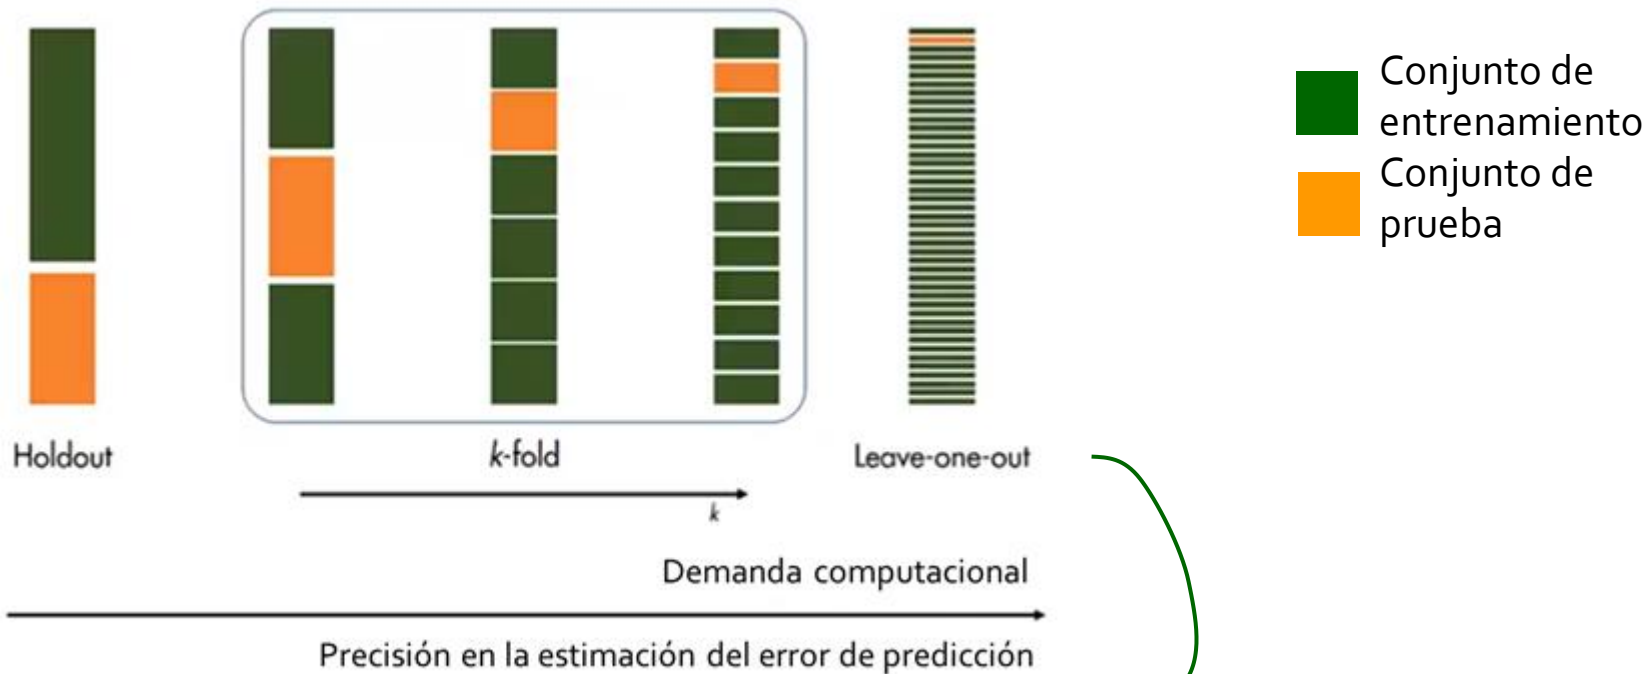 Conjunto de
entrenamiento
Conjunto de
prueba
Holdout
k-fold
Leave-one-out
k
Demanda computacional
Precisión en la estimación del error de predicción